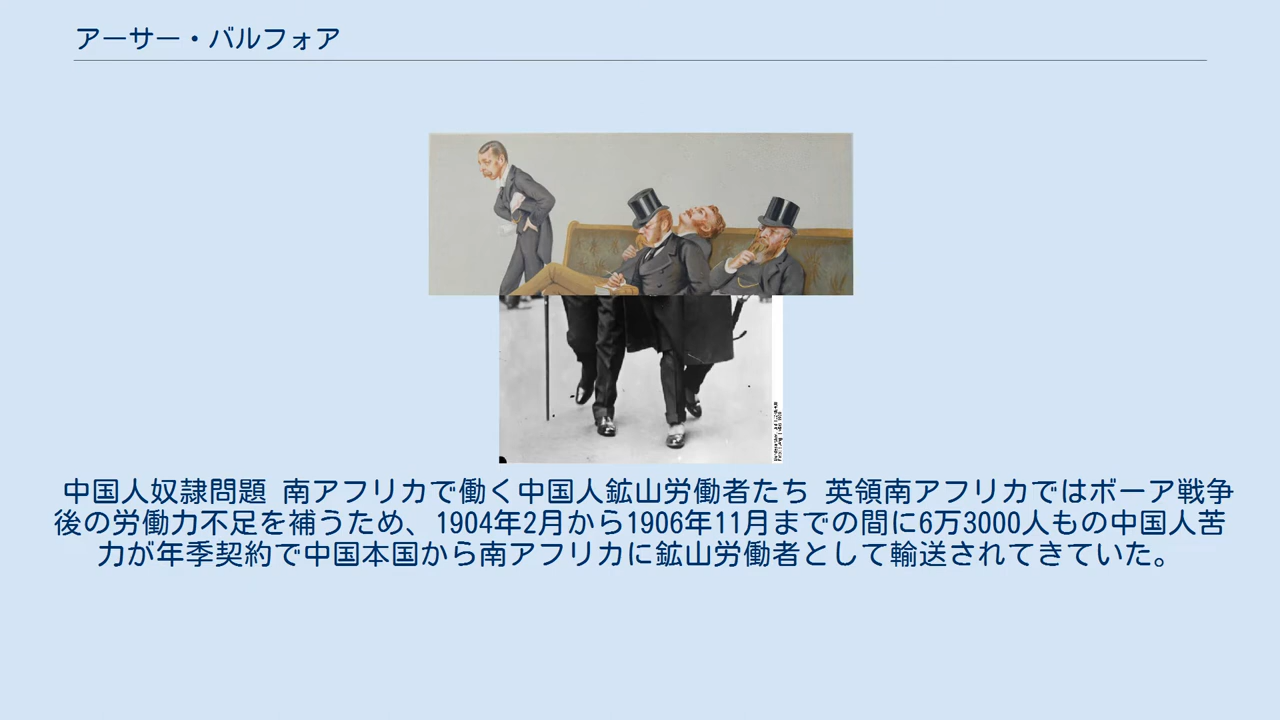 アーサー・バルフォア
中国人奴隷問題 南アフリカで働く中国人鉱山労働者たち 英領南アフリカではボーア戦争
後の労働力不足を補うため、1904年2月から1906年11月までの間に6万3000人もの中国人苦
力が年季契約で中国本国から南アフリカに鉱山労働者として輸送されてきていた。